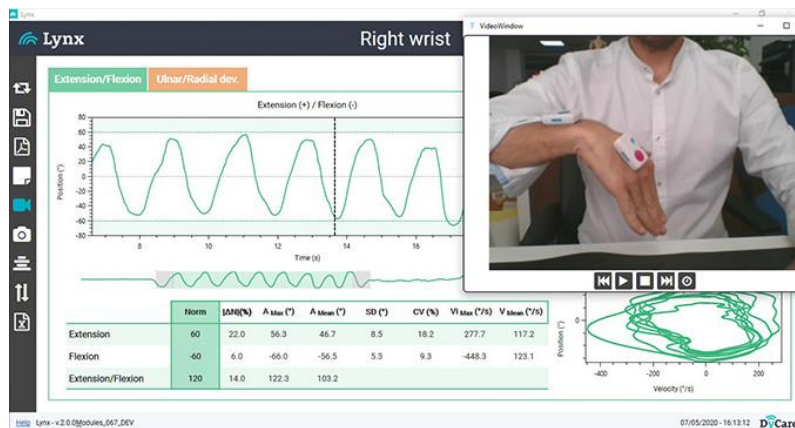 Lynx
VideoWindow
Lynx
Right wrist
Extension/Flexion
Ulnar/Radial dev.
Extension (+) / Flexion (-)
80
60
40
20
0
-20
-40
-60
-80
Position (°)
8
10
12
14
16
Time (s)
Norm |ΔN|(%) A Max (°) A Mean (°) SD (°) CV (%) Vi Max (°/s) V Mean (°/s)
Extension 60 22.0 56.3 46.7 8.5 18.2 277.7 117.2
Flexion -60 6.0 -66.0 -56.5 5.3 9.3 -448.3 123.1
Extension/Flexion 120 14.0 122.3 103.2
Position (°)
0
-400
-200
0
200
Velocity (°/s)
Help Lynx - v.2.0.0Modules_067_DEV
07/05/2020 - 16:13:12 DyCare